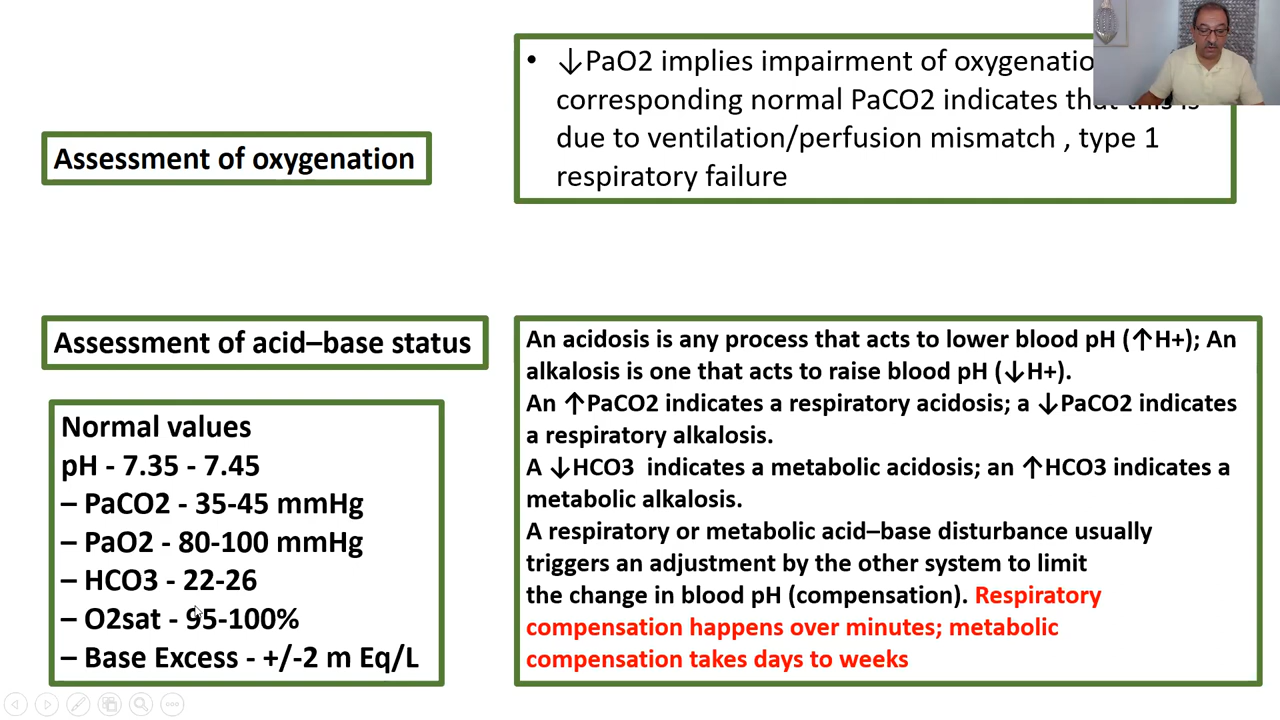 • ↓PaO2 implies impairment of oxygenatio
corresponding normal PaCO2 indicates that this is
due to ventilation/perfusion mismatch , type 1
respiratory failure
Assessment of oxygenation
Assessment of acid–base status
Normal values
pH - 7.35 - 7.45
– PaCO2 - 35-45 mmHg
– PaO2 - 80-100 mmHg
– HCO3 - 22-26
– O2sat - 95-100%
– Base Excess - +/-2 m Eq/L
An acidosis is any process that acts to lower blood pH (↑H+); An
alkalosis is one that acts to raise blood pH (↓H+).
An ↑PaCO2 indicates a respiratory acidosis; a ↓PaCO2 indicates
a respiratory alkalosis.
A ↓HCO3 indicates a metabolic acidosis; an ↑HCO3 indicates a
metabolic alkalosis.
A respiratory or metabolic acid–base disturbance usually
triggers an adjustment by the other system to limit
the change in blood pH (compensation). Respiratory
compensation happens over minutes; metabolic
compensation takes days to weeks